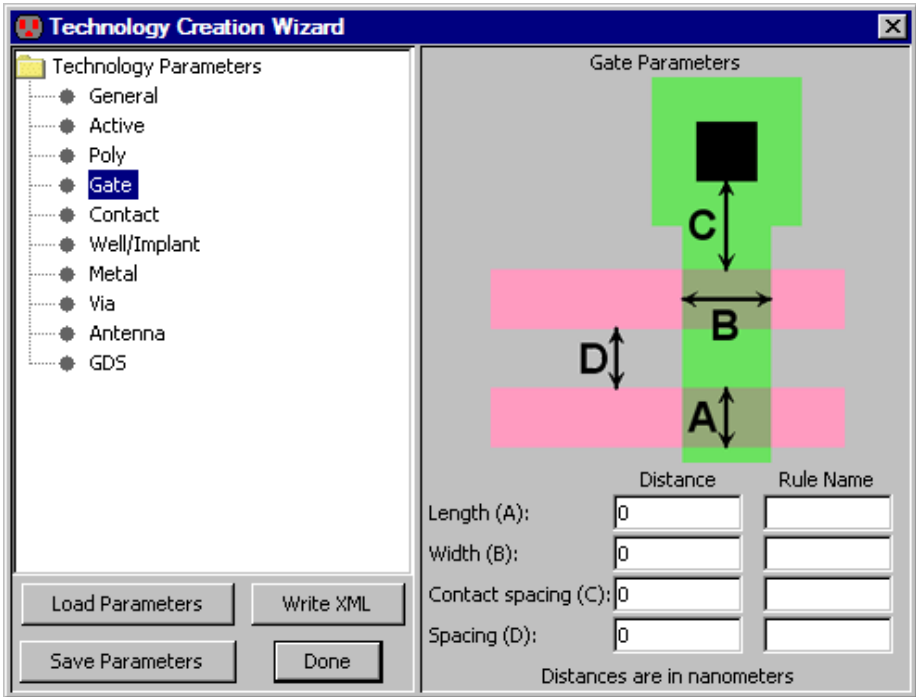 Technology Creation Wizard
Technology Parameters
General
Active
Poly
Gate
Contact
Well/Implant
Metal
Via
Antenna
GDS
Load Parameters
Write XML
Save Parameters
Done
Gate Parameters
C
B
D
A
Distance Rule Name
Length (A): 0
Width (B): 0
Contact spacing (C): 0
Spacing (D): 0
Distances are in nanometers